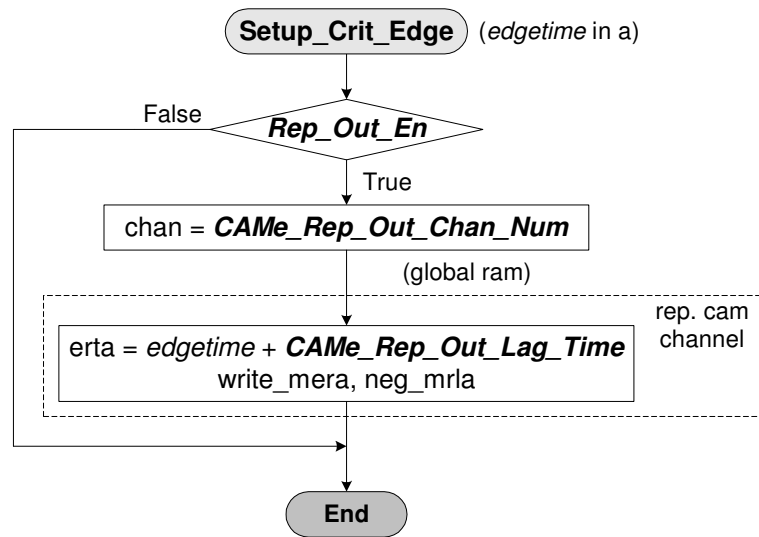 Setup_Crit_Edge (edgetime in a)
False
Rep_Out_En
True
chan = CAMe_Rep_Out_Chan_Num
(global ram)
rep. cam
channel
erta = edgetime + CAMe_Rep_Out_Lag_Time
write_mera, neg_mrla
End